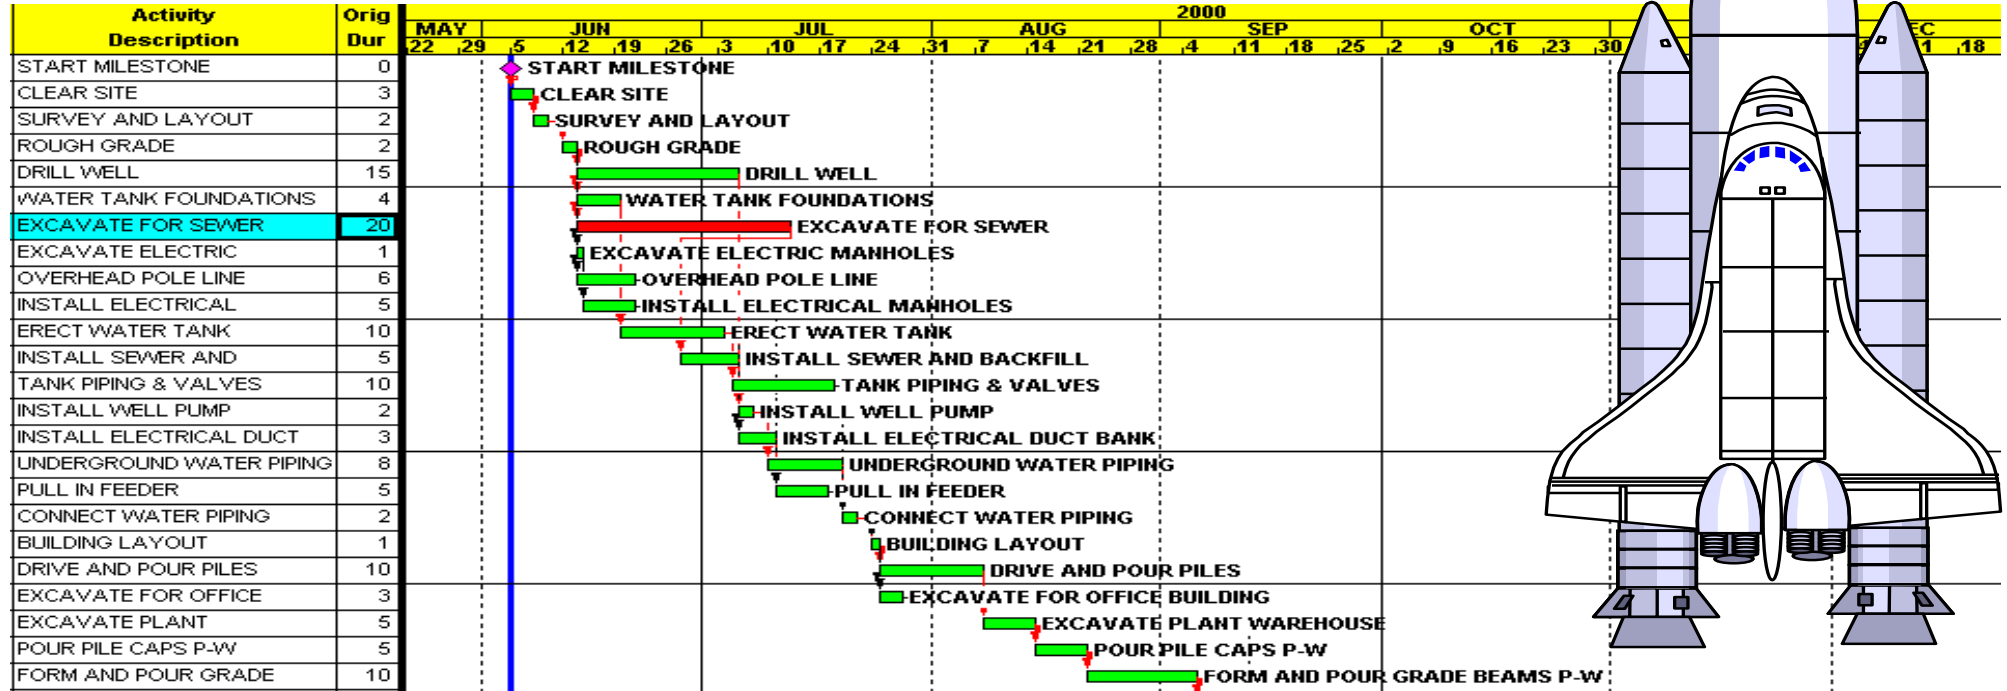 Activity Orig 2000
Description Dur MAY JUN JUL AUG SEP OCT EC
22 29 5 12 19 26 3 10 17 24 31 7 14 21 28 4 11 18 25 2 9 16 23 30 1 18
START MILESTONE 0 START MILESTONE
CLEAR SITE 3 CLEAR SITE
SURVEY AND LAYOUT 2 SURVEY AND LAYOUT
ROUGH GRADE 2 ROUGH GRADE
DRILL WELL 15 DRILL WELL
WATER TANK FOUNDATIONS 4 WATER TANK FOUNDATIONS
EXCAVATE FOR SEWER 20 EXCAVATE FOR SEWER
EXCAVATE ELECTRIC 1 EXCAVATE ELECTRIC MANHOLES
OVERHEAD POLE LINE 6 OVERHEAD POLE LINE
INSTALL ELECTRICAL 5 INSTALL ELECTRICAL MANHOLES
ERECT WATER TANK 10 ERECT WATER TANK
INSTALL SEWER AND 5 INSTALL SEWER AND BACKFILL
TANK PIPING & VALVES 10 TANK PIPING & VALVES
INSTALL WELL PUMP 2 INSTALL WELL PUMP
INSTALL ELECTRICAL DUCT 3 INSTALL ELECTRICAL DUCT BANK
UNDERGROUND WATER PIPING 8 UNDERGROUND WATER PIPING
PULL IN FEEDER 5 PULL IN FEEDER
CONNECT WATER PIPING 2 CONNECT WATER PIPING
BUILDING LAYOUT 1 BUILDING LAYOUT
DRIVE AND POUR PILES 10 DRIVE AND POUR PILES
EXCAVATE FOR OFFICE 3 EXCAVATE FOR OFFICE BUILDING
EXCAVATE PLANT 5 EXCAVATE PLANT WAREHOUSE
POUR PILE CAPS P-W 5 POUR PILE CAPS P-W
FORM AND POUR GRADE 10 FORM AND POUR GRADE BEAMS P-W